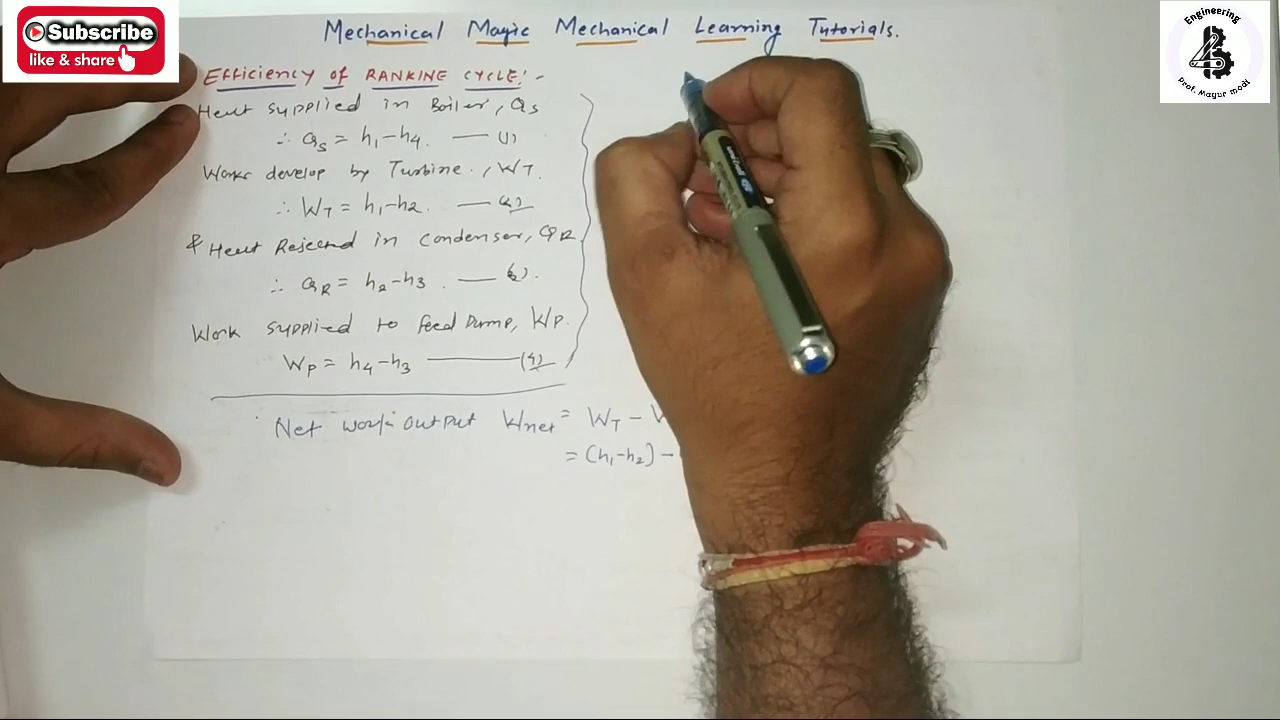 Mechanical Magic Mechanical Learning Tutorials.
Subscribe
like & share
Engineering
Prof. Mayur modi
Efficiency of RANKINE CYCLE:-
Heat supplied in Boiler, Qs
∴ Qs = h1-h4. —— (1)
Work develop by Turbine, WT.
∴ WT = h1-h2. —— (2)
& Heat Rejected in condenser, QR
∴ QR = h2-h3. —— (3).
Work supplied to feed Pump, WP.
WP = h4-h3 ———— (4)
Net work output Wnet = WT -
= (h1-h2) -